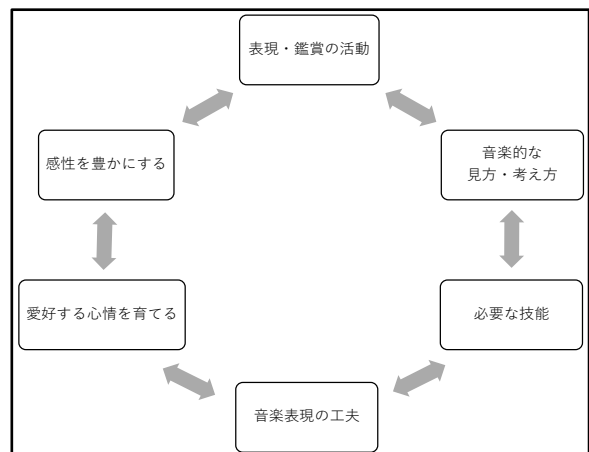 表現・鑑賞の活動
感性を豊かにする
音楽的な
見方・考え方
愛好する心情を育てる
必要な技能
音楽表現の工夫